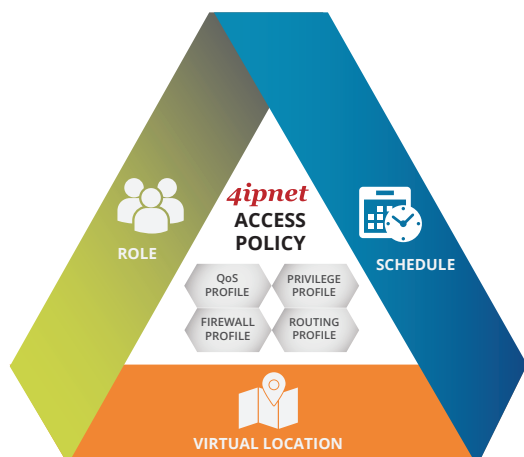 4ipnet
ACCESS
POLICY
ROLE
SCHEDULE
QoS
PROFILE
PRIVILEGE
PROFILE
FIREWALL
PROFILE
ROUTING
PROFILE
VIRTUAL LOCATION